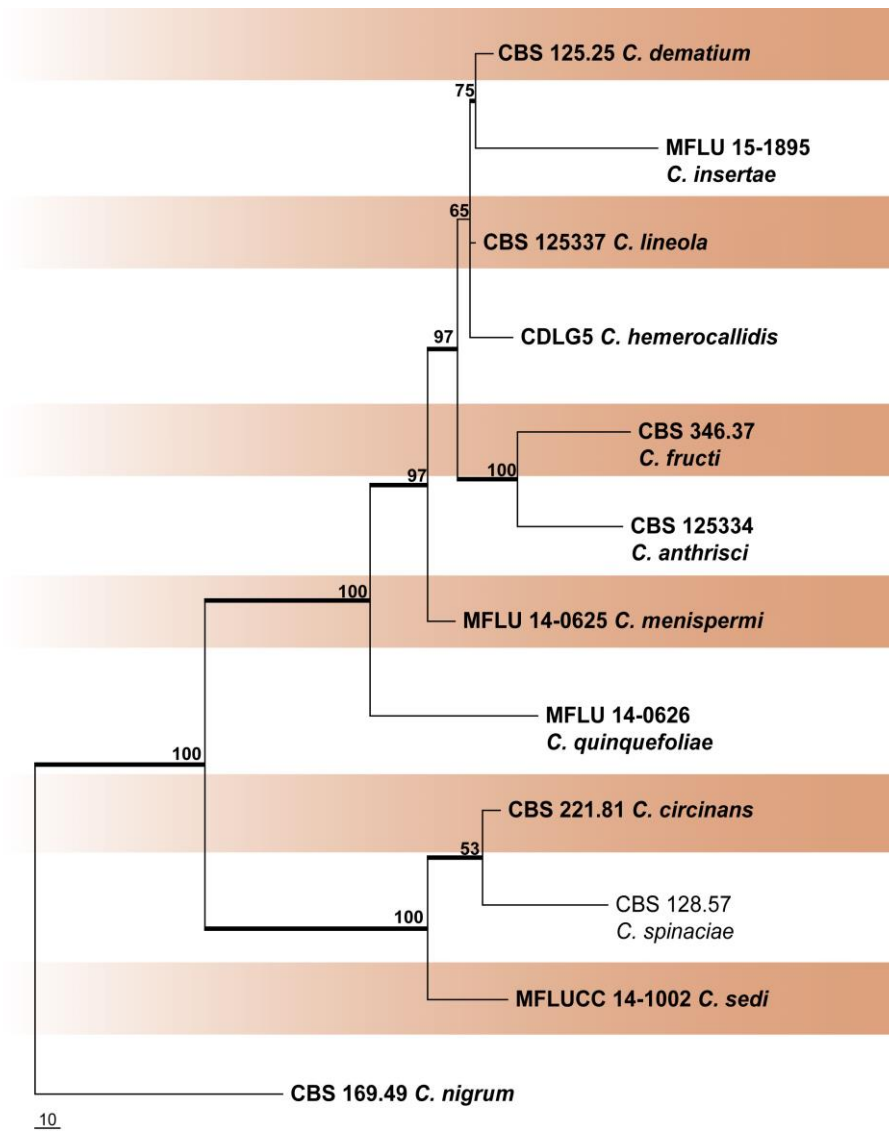 CBS 125.25 C. dematium
75
MFLU 15-1895
C. insertae
65
CBS 125337 C. lineola
97
CDLG5 C. hemerocallidis
CBS 346.37
C. fructi
97
100
CBS 125334
C. anthrisci
100
MFLU 14-0625 C. menispermi
MFLU 14-0626
C. quinquefoliae
100
CBS 221.81 C. circinans
53
CBS 128.57
C. spinaciae
100
MFLUCC 14-1002 C. sedi
CBS 169.49 C. nigrum
10